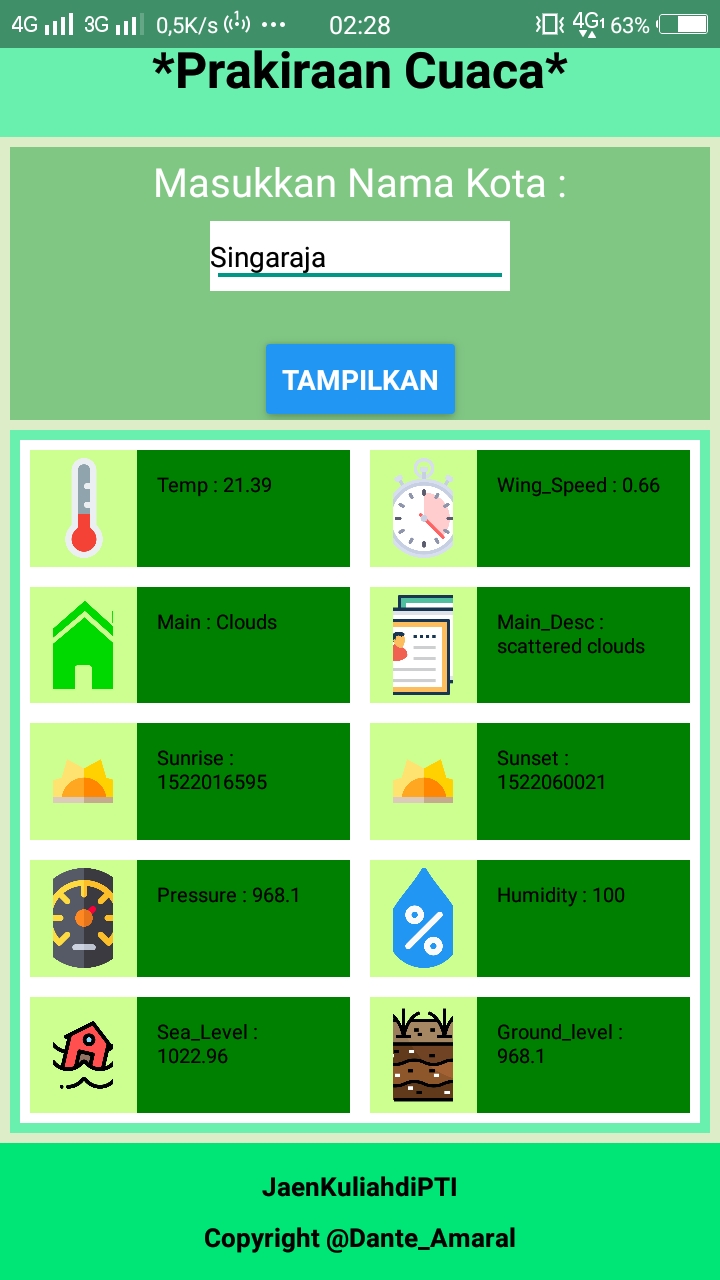 4G 3G 0,5K/s 1 ... 02:28 4G1 63%
*Prakiraan Cuaca*
Masukkan Nama Kota :
Singaraja
TAMPILKAN
Temp : 21.39
Wing_Speed : 0.66
Main : Clouds
Main_Desc :
scattered clouds
Sunrise :
1522016595
Sunset :
1522060021
Pressure : 968.1
Humidity : 100
Sea_Level :
1022.96
Ground_level :
968.1
JaenKuliahdiPTI
Copyright @Dante_Amaral